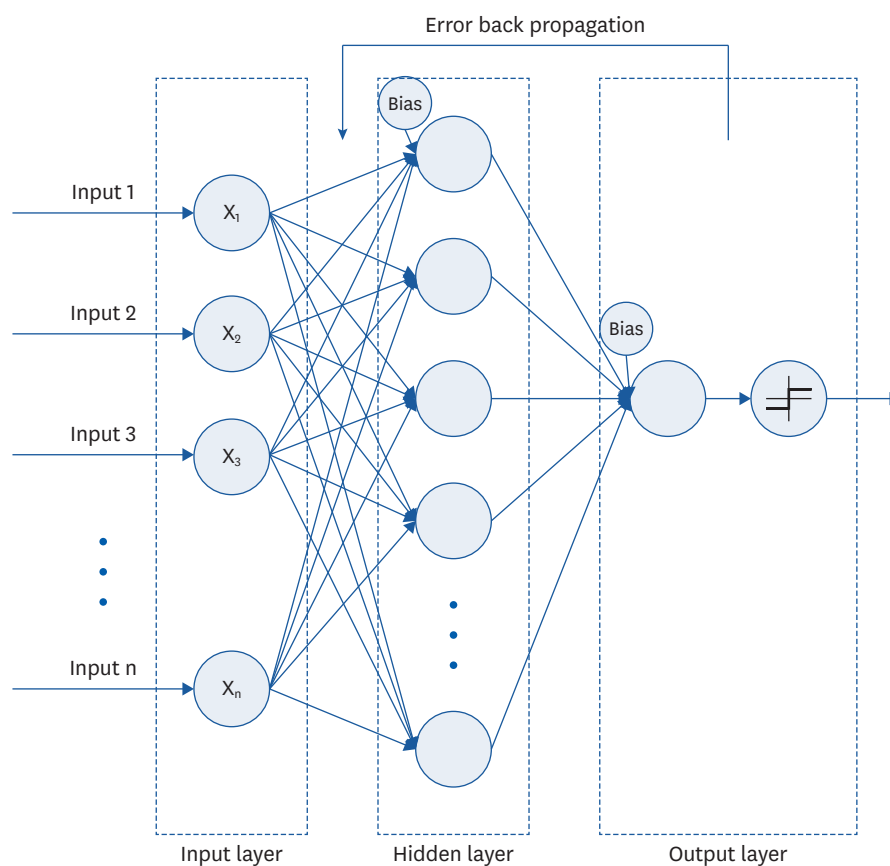 Error back propagation
Bias
Input 1
X₁
Input 2
X₂
Bias
Input 3
X₃
Input n
Xₙ
Input layer
Hidden layer
Output layer